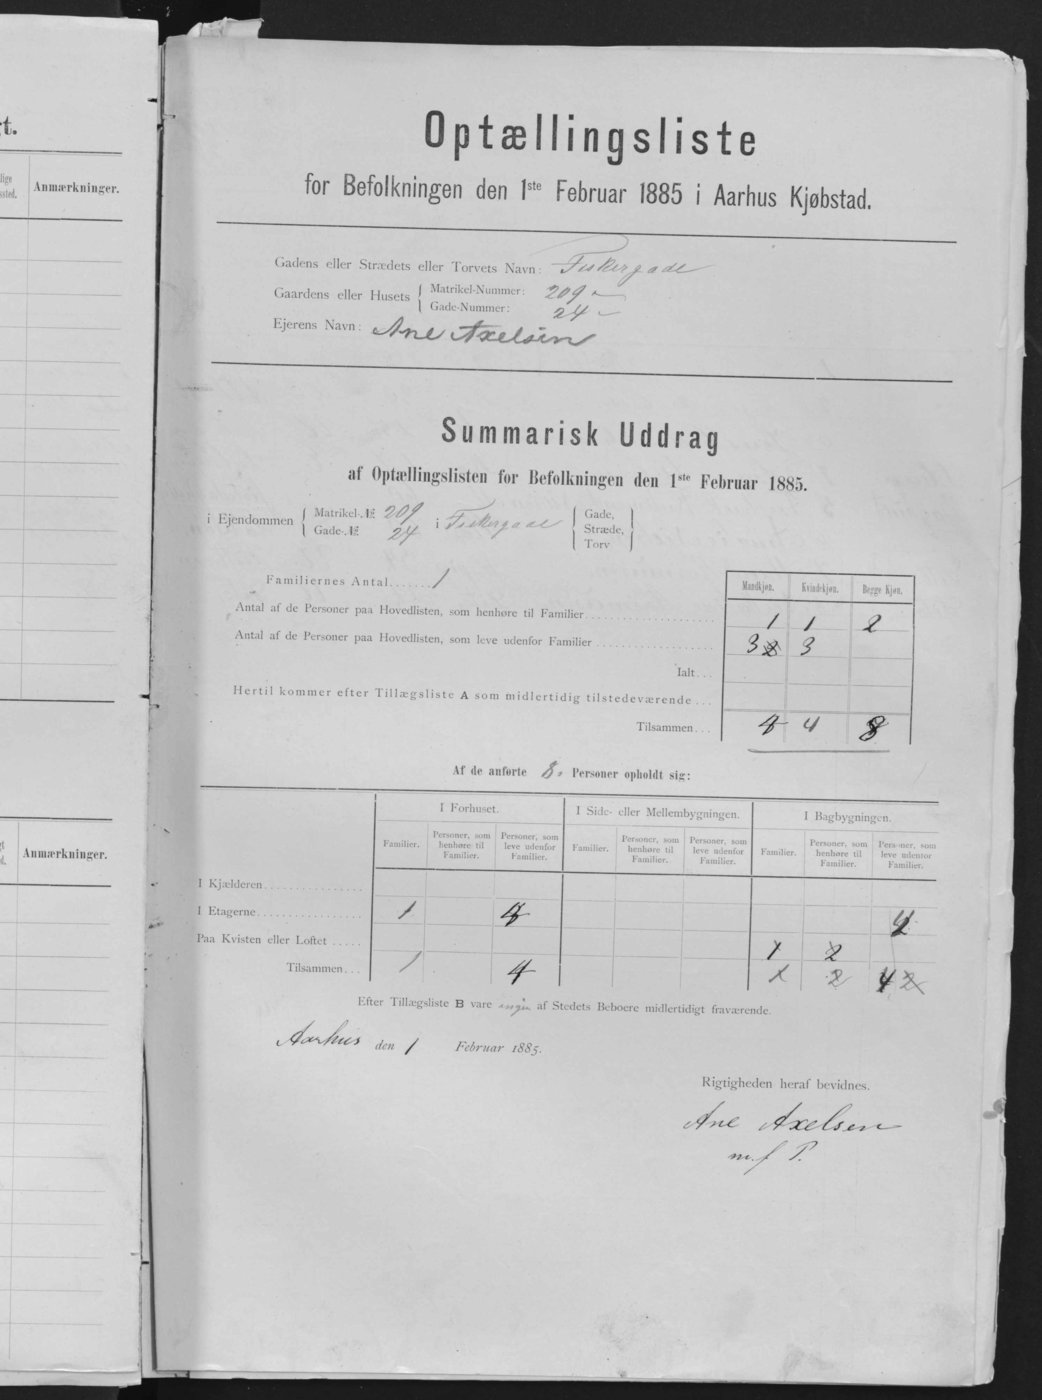 gt.
lige
ssted.
Anmærkninger.
Anmærkninger.
Optællingsliste
for Befolkningen den 1ste Februar 1885 i Aarhus Kjøbstad.
Gadens eller Strædets eller Torvets Navn: Fiskergade
Gaardens eller Husets { Matrikel-Nummer: 209
Gade-Nummer: 24
Ejerens Navn: Ane Axelsen
Summarisk Uddrag
af Optællingslisten for Befolkningen den 1ste Februar 1885.
i Ejendommen { Matrikel-№ 209 i Fiskergade { Gade, }
Gade-№ 24 Stræde,
Torv
Familiernes Antal...... 1
Mandkjøn. Kvindekjøn. Begge Kjøn.
Antal af de Personer paa Hovedlisten, som henhøre til Familier 1 1 2
Antal af de Personer paa Hovedlisten, som leve udenfor Familier 3 2 3
Ialt...
Hertil kommer efter Tillægsliste A som midlertidig tilstedeværende...
Tilsammen... 4 4 8
Af de anførte 8 Personer opholdt sig:
I Forhuset. I Side- eller Mellembygningen. I Bagbygningen.
Familier. Personer, som henhøre til Familier. Personer, som leve udenfor Familier. Familier. Personer, som henhøre til Familier. Personer, som leve udenfor Familier. Familier. Personer, som henhøre til Familier. Personer, som leve udenfor Familier.
I Kjælderen
I Etagerne 1 4
Paa Kvisten eller Loftet 1 2
Tilsammen... 1 4 1 2 4 2
Efter Tillægsliste B vare ingen af Stedets Beboere midlertidigt fraværende.
Aarhus den 1 Februar 1885.
Rigtigheden heraf bevidnes.
Ane Axelsen
m. f P.